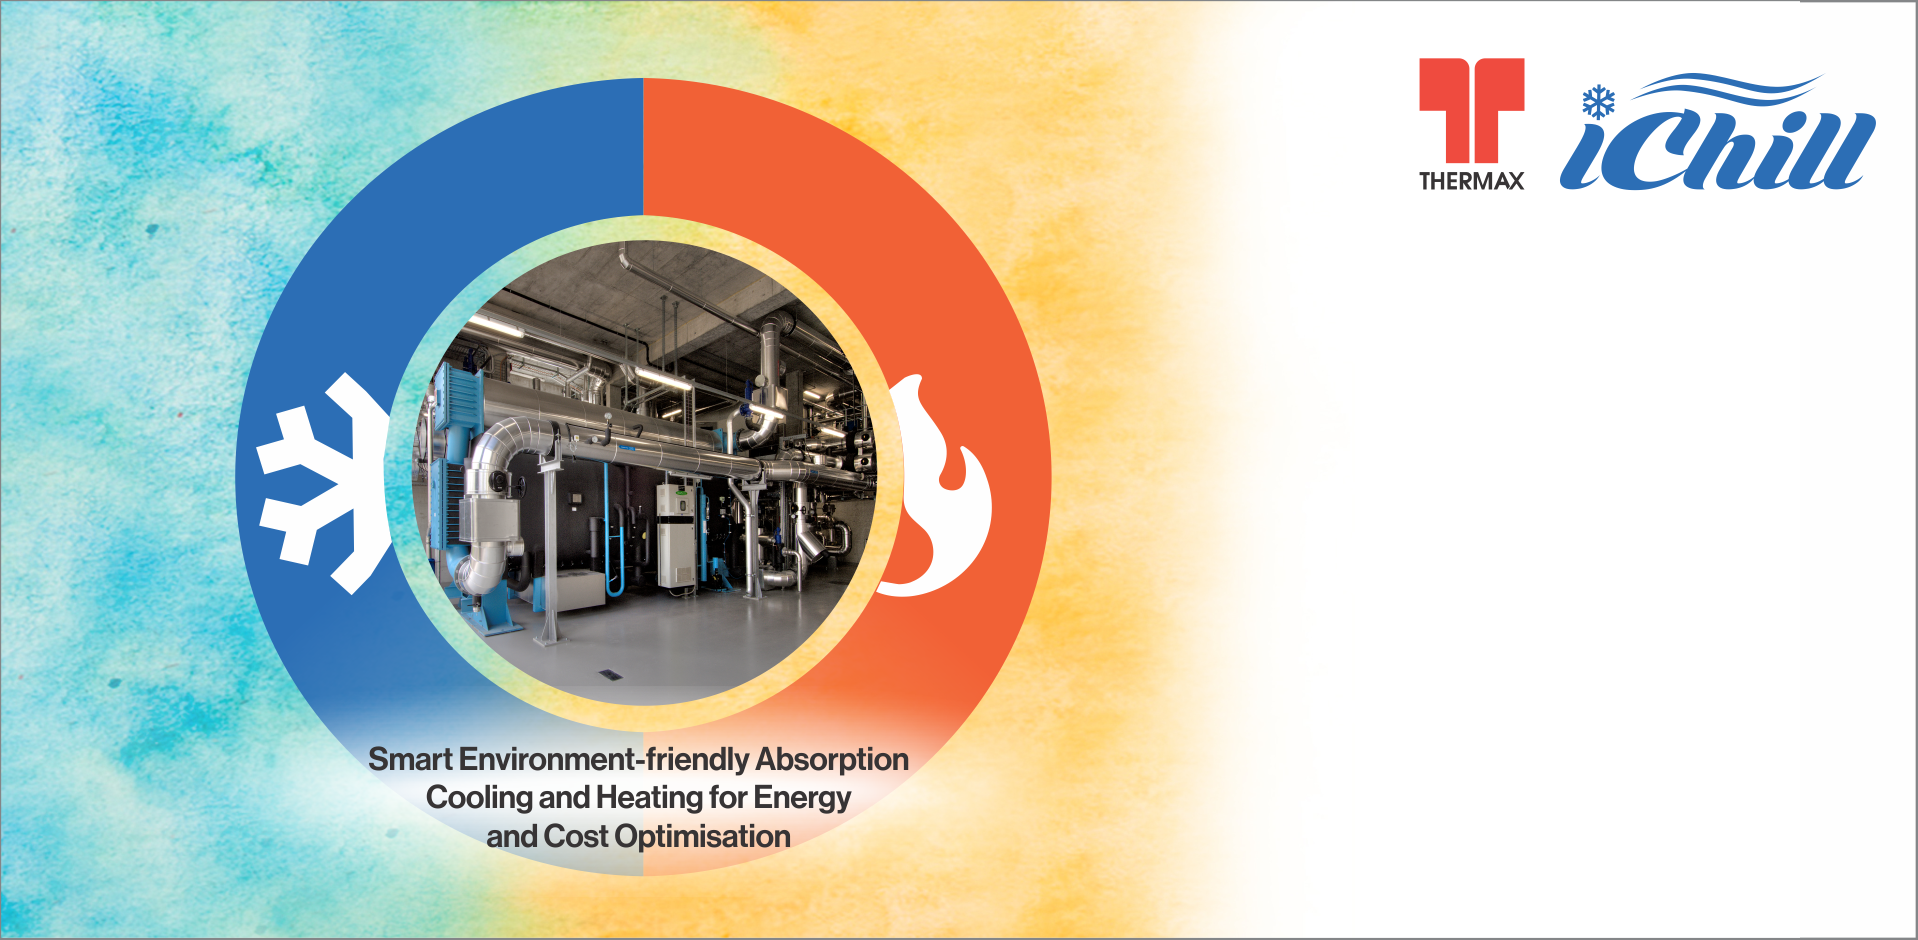 THERMAX
iChill
Smart Environment-friendly Absorption
Cooling and Heating for Energy
and Cost Optimisation